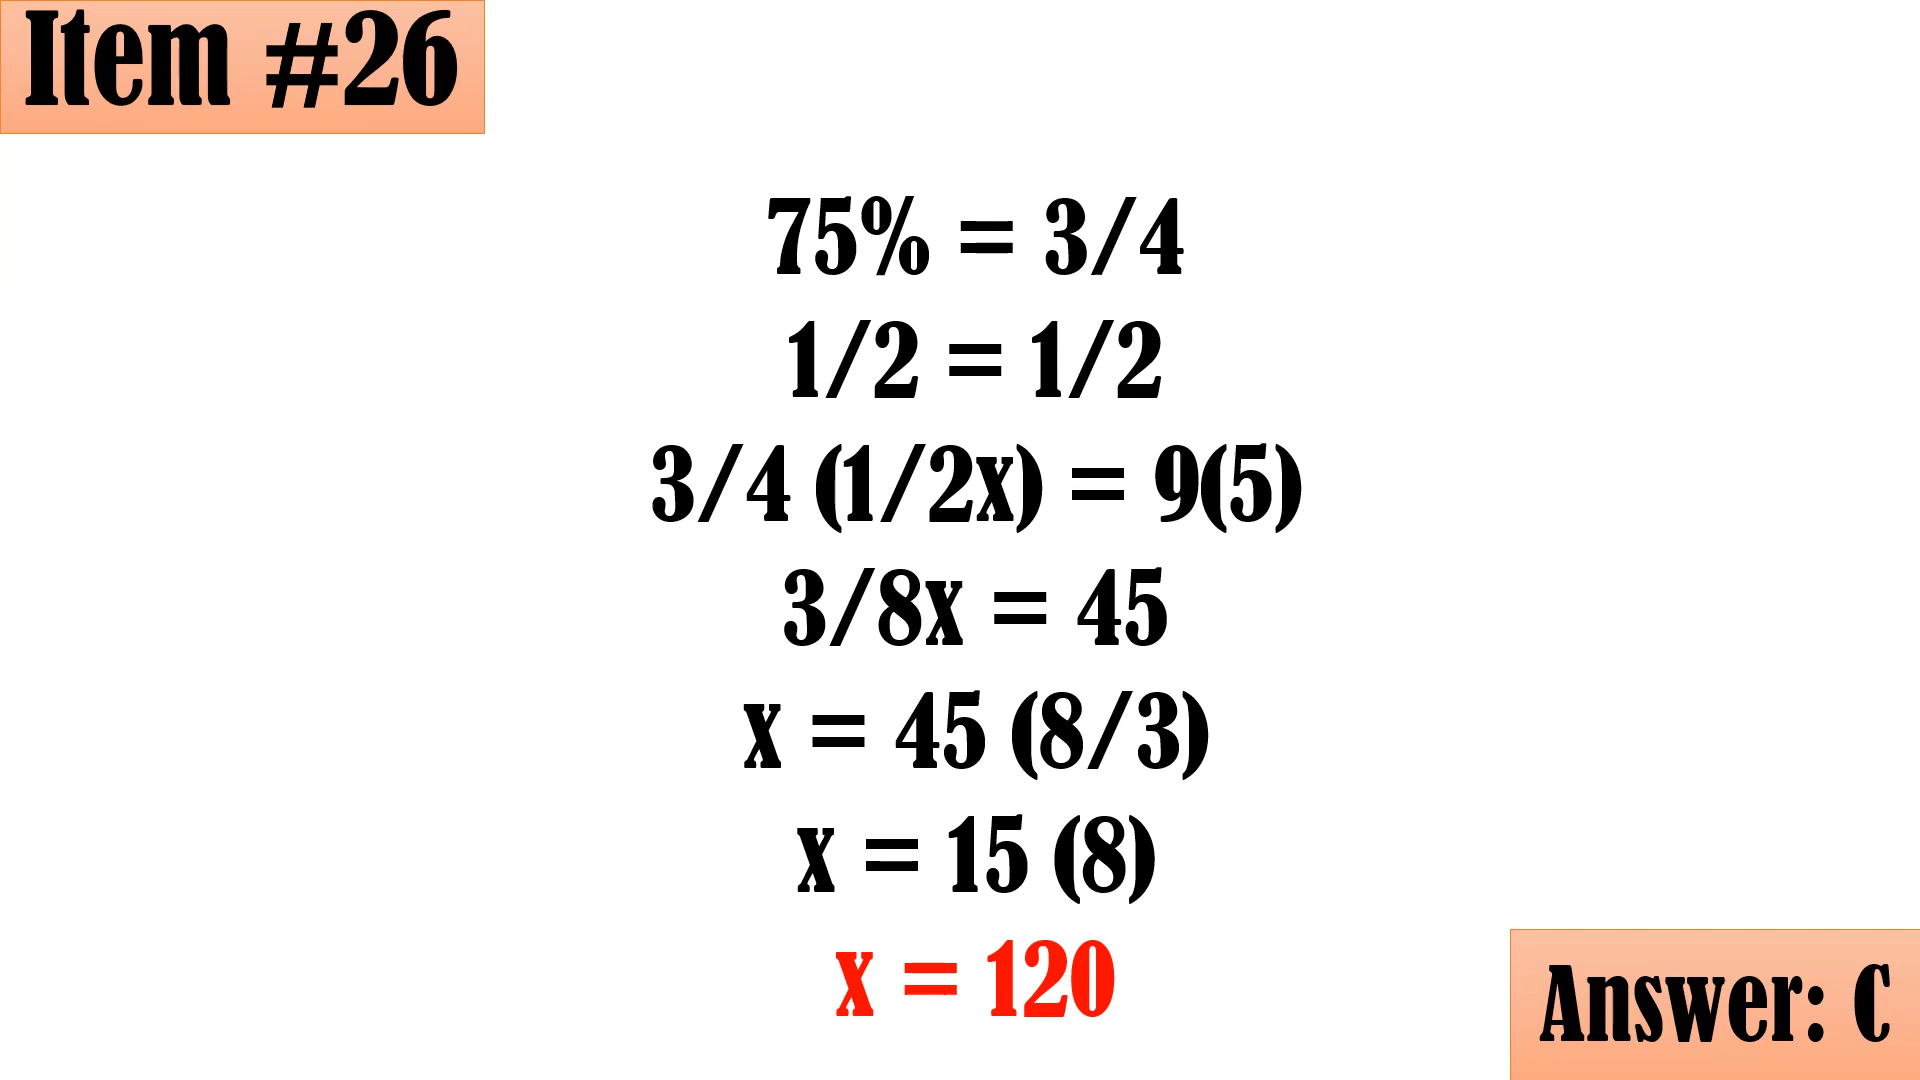 Item #26
75% = 3/4
1/2 = 1/2
3/4 (1/2x) = 9(5)
3/8x = 45
x = 45 (8/3)
x = 15 (8)
x = 120
Answer: C